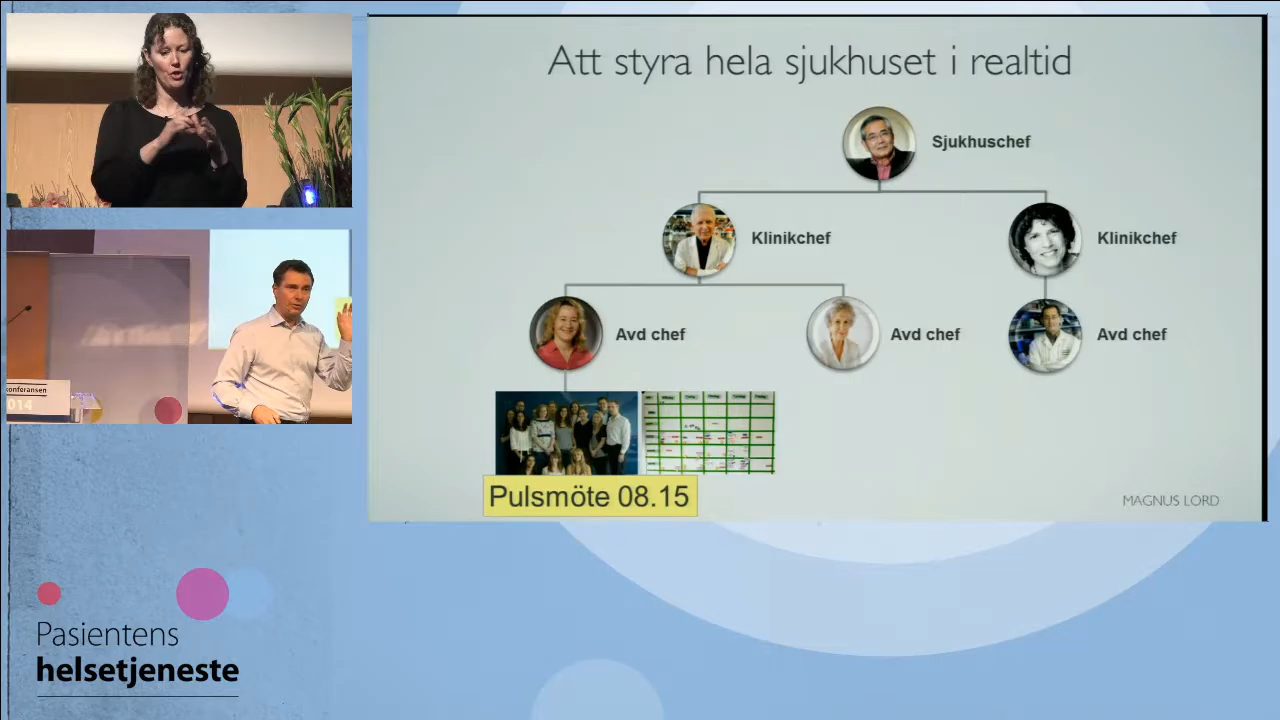 Att styra hela sjukhuset i realtid
Sjukhuschef
Klinikchef
Klinikchef
Avd chef
Avd chef
Avd chef
Pulsmöte 08.15
MAGNUS LORD
konferansen
014
Pasientens
helsetjeneste